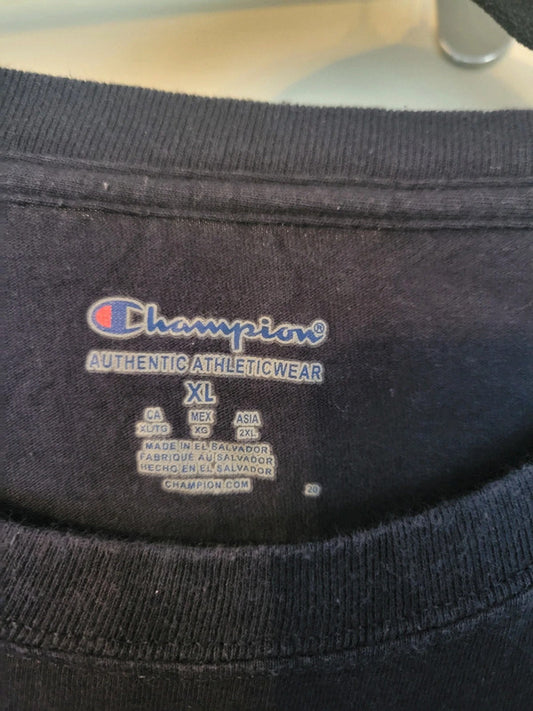 Champion®
AUTHENTIC ATHLETICWEAR
XL
CA MEX ASIA
XL/TG XG 2XL
MADE IN EL SALVADOR
FABRIQUÉ AU SALVADOR
HECHO EN EL SALVADOR
CHAMPION.COM
20